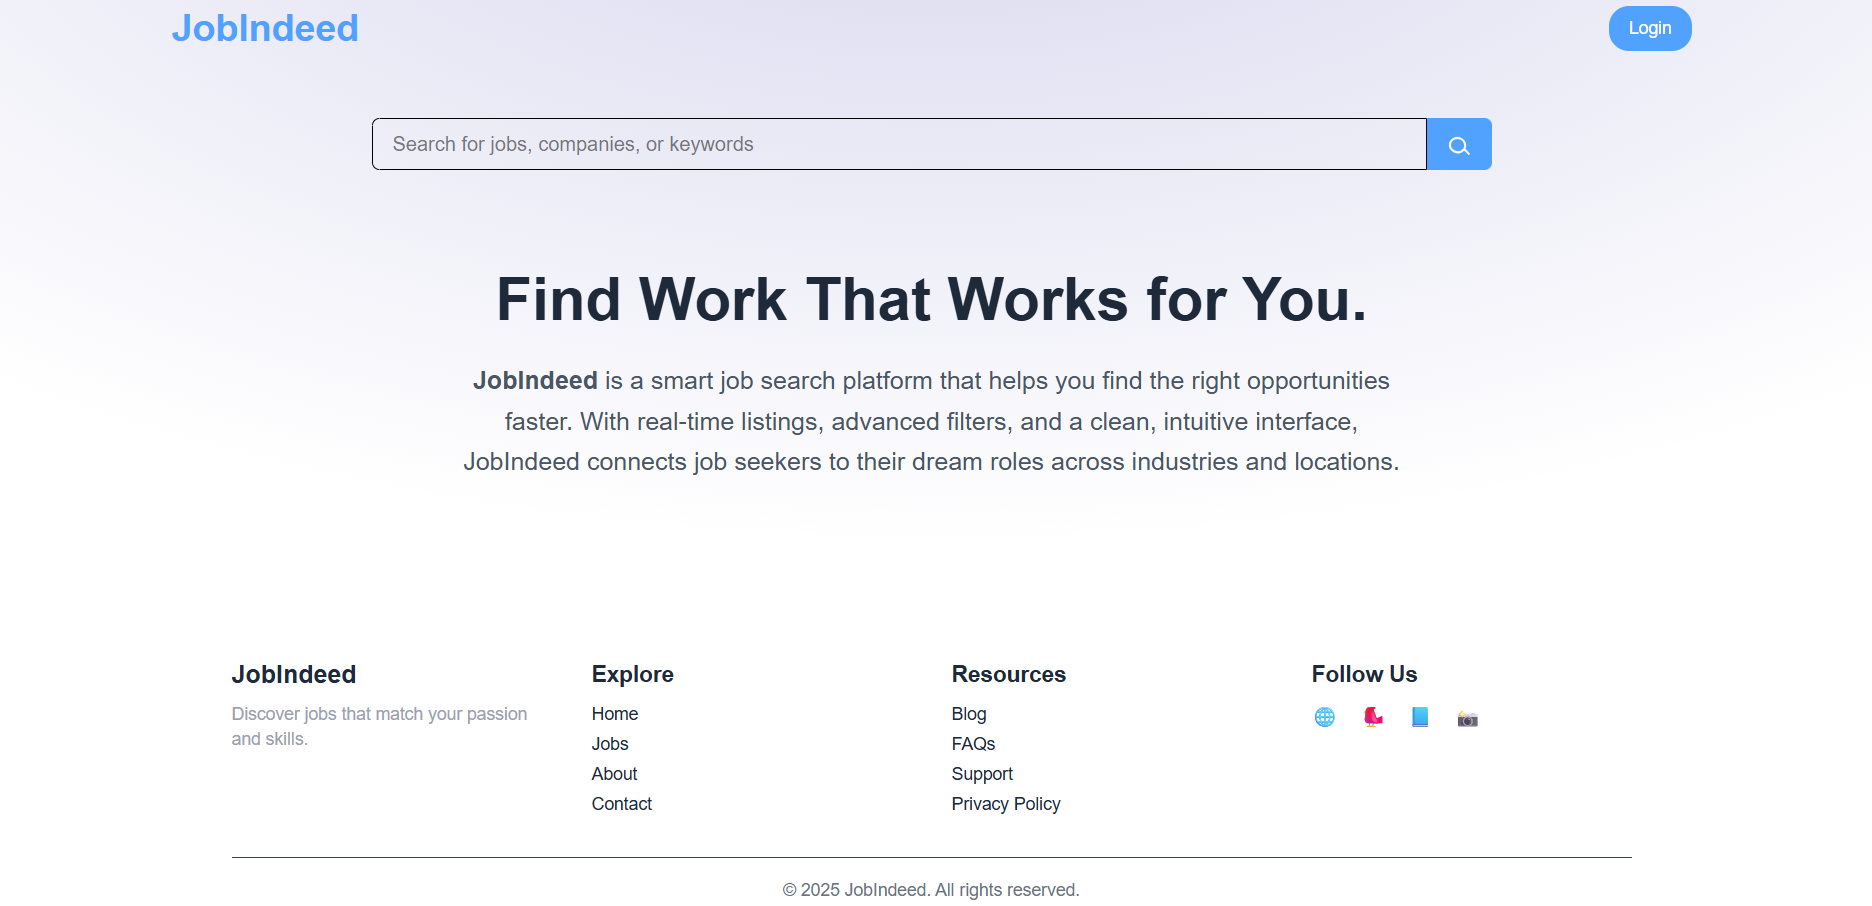 JobIndeed
Login
Search for jobs, companies, or keywords
Find Work That Works for You.
JobIndeed is a smart job search platform that helps you find the right opportunities
faster. With real-time listings, advanced filters, and a clean, intuitive interface,
JobIndeed connects job seekers to their dream roles across industries and locations.
JobIndeed
Discover jobs that match your passion
and skills.
Explore
Home
Jobs
About
Contact
Resources
Blog
FAQs
Support
Privacy Policy
Follow Us
© 2025 JobIndeed. All rights reserved.